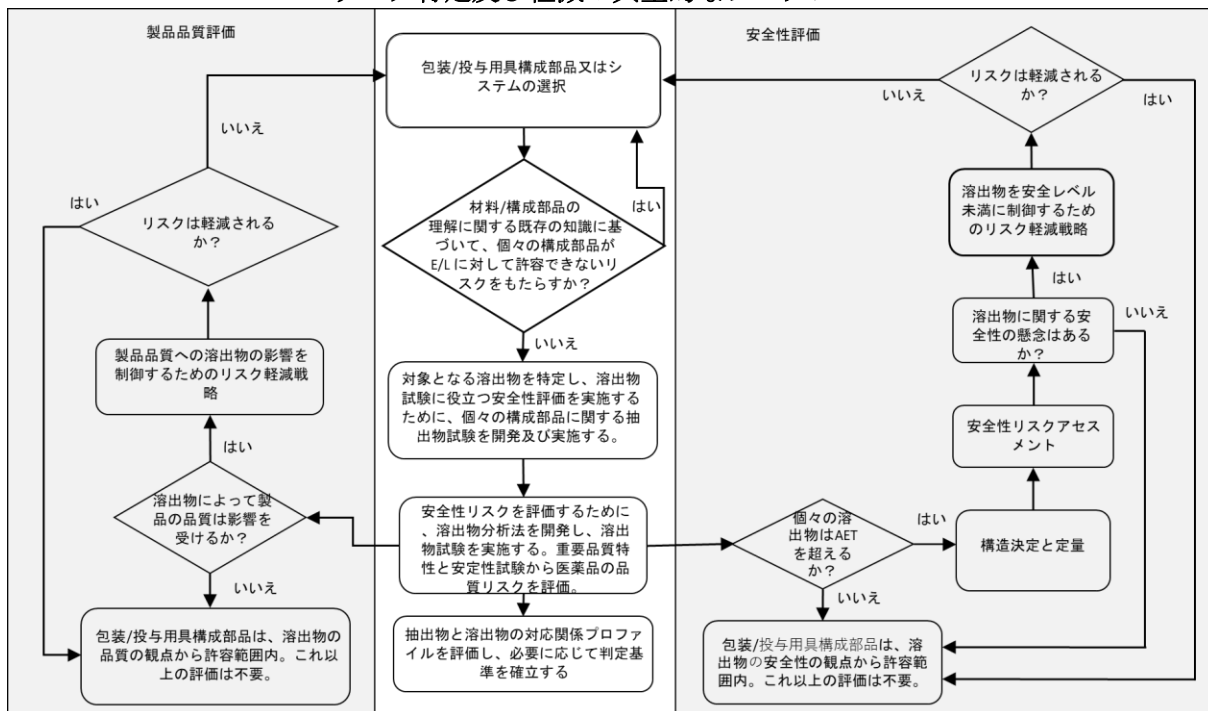 製品品質評価
安全性評価
包装/投与用具構成部品又はシ
ステムの選択
リスクは軽減される
か?
いいえ
はい
いいえ
はい
リスクは軽減される
か?
材料/構成部品の
理解に関する既存の知識に基
づいて、個々の構成部品が
E/Lに対して許容できないリ
スクをもたらすか?
はい
溶出物を安全レベル
未満に制御するため
のリスク軽減戦略
はい
いいえ
溶出物に関する安
全性の懸念はある
か?
いいえ
製品品質への溶出物の影響を
制御するためのリスク軽減戦
略
対象となる溶出物を特定し、溶出物
試験に役立つ安全性評価を実施する
ために、個々の構成部品に関する抽
出物試験を開発及び実施する。
安全性リスクアセス
メント
はい
溶出物によって製
品の品質は影響を
受けるか?
安全性リスクを評価するために
、溶出物分析法を開発し、溶出
物試験を実施する。重要品質特
性と安定性試験から医薬品の品
質リスクを評価。
個々の溶
出物はAET
を超えるか
か?
はい
構造決定と定量
いいえ
いいえ
包装/投与用具構成部品は、溶出物の
品質の観点から許容範囲内。これ以
上の評価は不要。
抽出物と溶出物の対応関係プロファ
イルを評価し、必要に応じて判定基
準を確立する
包装/投与用具構成部品は、溶
出物の安全性の観点から許容範
囲内。これ以上の評価は不要。